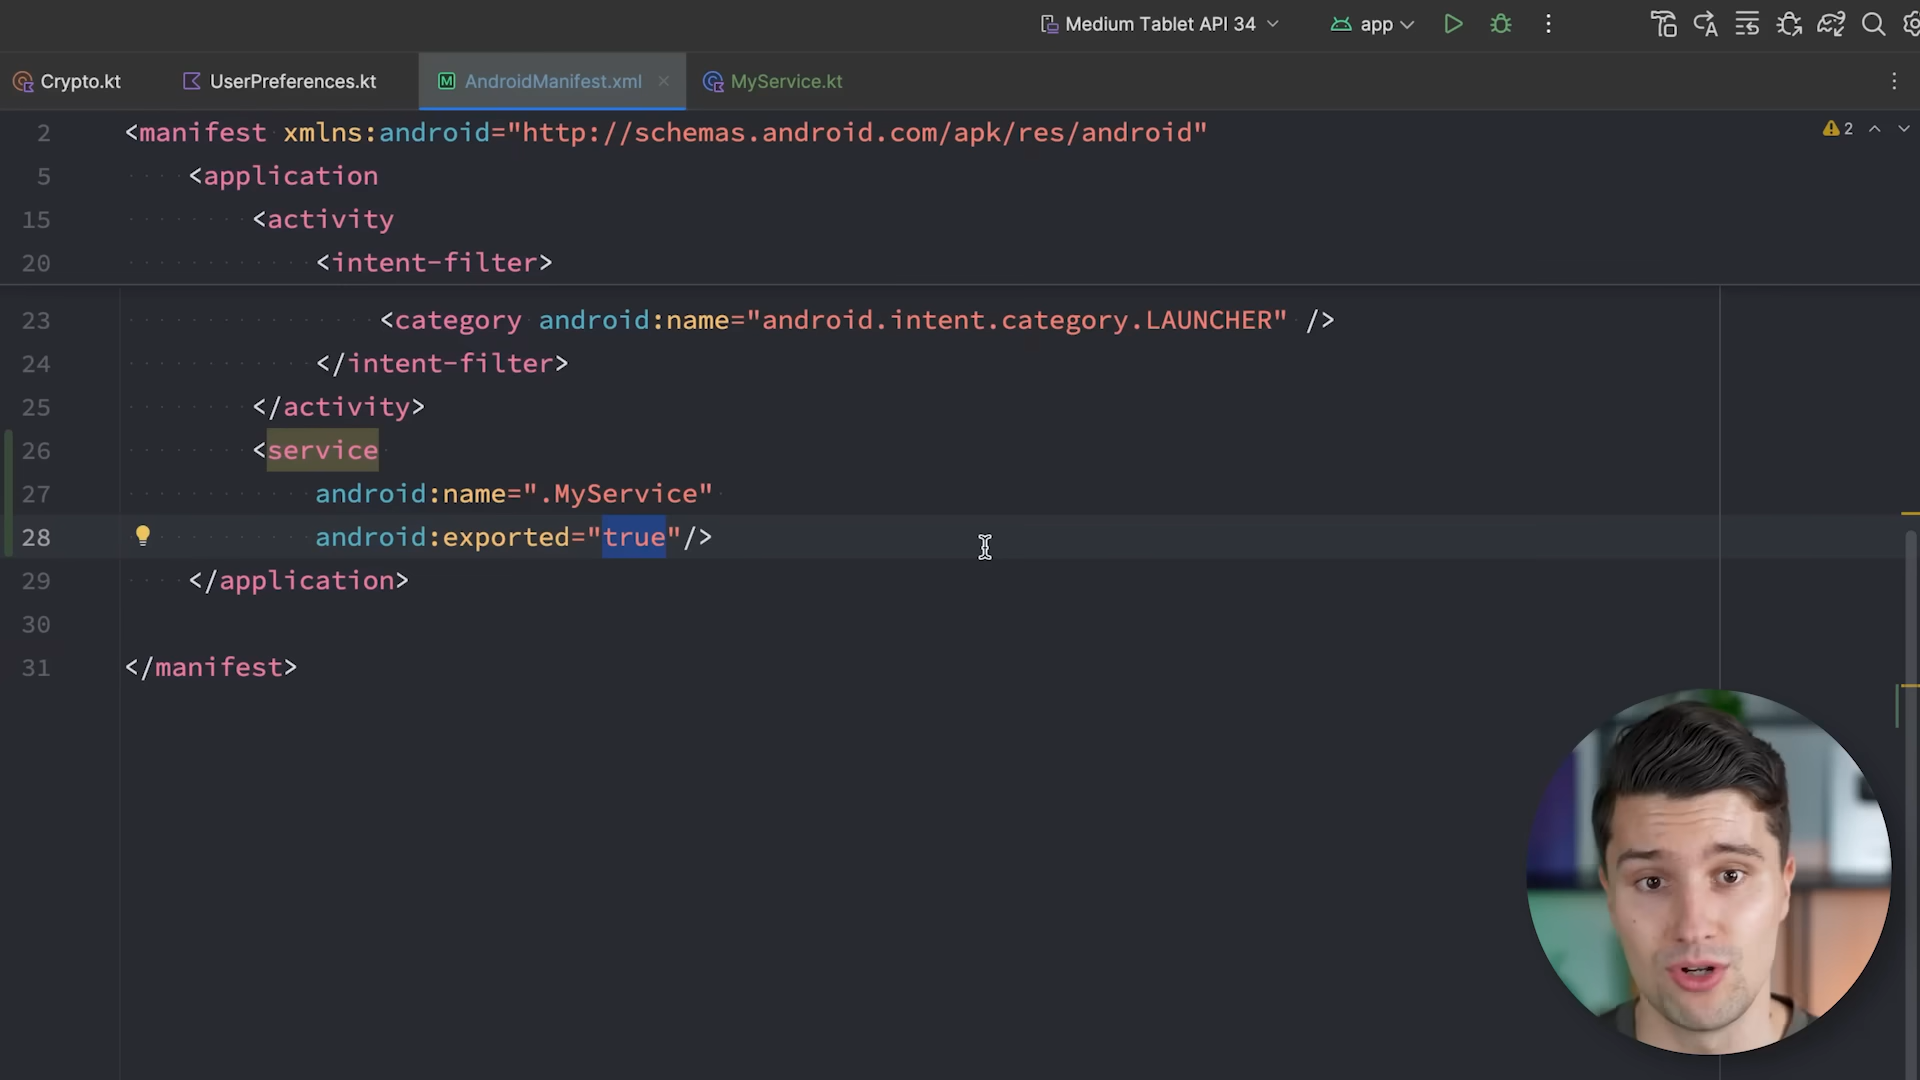 Medium Tablet API 34
app
Crypto.kt
UserPreferences.kt
AndroidManifest.xml
MyService.kt
2 <manifest xmlns:android="http://schemas.android.com/apk/res/android"
2
5 <application
15 <activity
20 <intent-filter>
23 <category android:name="android.intent.category.LAUNCHER" />
24 </intent-filter>
25 </activity>
26 <service
27 android:name=".MyService"
28 android:exported="true"/>
29 </application>
30
31 </manifest>